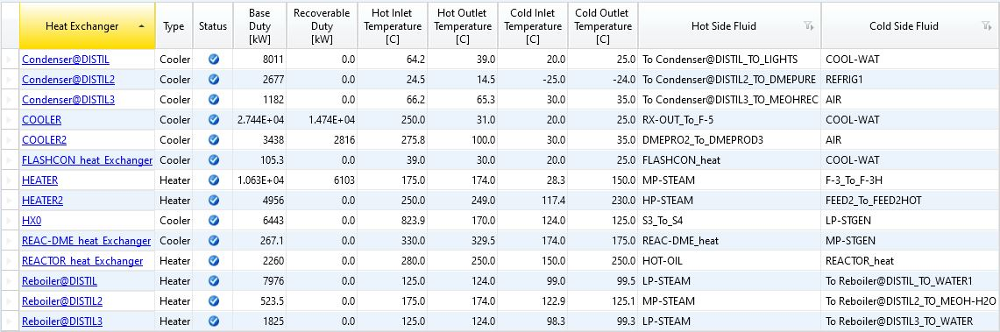 Heat Exchanger Type Status Base Duty [kW] Recoverable Duty [kW] Hot Inlet Temperature [C] Hot Outlet Temperature [C] Cold Inlet Temperature [C] Cold Outlet Temperature [C] Hot Side Fluid Cold Side Fluid
Condenser@DISTIL Cooler 8011 0.0 64.2 39.0 20.0 25.0 To Condenser@DISTIL_TO_LIGHTS COOL-WAT
Condenser@DISTIL2 Cooler 2677 0.0 24.5 14.5 -25.0 -24.0 To Condenser@DISTIL2_TO_DMEPURE REFRIG1
Condenser@DISTIL3 Cooler 1182 0.0 66.2 65.3 30.0 35.0 To Condenser@DISTIL3_TO_MEOHREC AIR
COOLER Cooler 2.744E+04 1.474E+04 250.0 31.0 20.0 25.0 RX-OUT_To_F-5 COOL-WAT
COOLER2 Cooler 3438 2816 275.8 100.0 30.0 35.0 DMEPRO2_To_DMEPROD3 AIR
FLASHCON_heat_Exchanger Cooler 105.3 0.0 39.0 30.0 20.0 25.0 FLASHCON_heat COOL-WAT
HEATER Heater 1.063E+04 6103 175.0 174.0 28.3 150.0 MP-STEAM F-3_To_F-3H
HEATER2 Heater 4956 0.0 250.0 249.0 117.4 230.0 HP-STEAM FEED2_To_FEED2HOT
HX0 Cooler 6443 0.0 823.9 170.0 124.0 125.0 S3_To_S4 LP-STGEN
REAC-DME_heat_Exchanger Cooler 267.1 0.0 330.0 329.5 174.0 175.0 REAC-DME_heat MP-STGEN
REACTOR_heat_Exchanger Heater 2260 0.0 280.0 250.0 150.0 250.0 HOT-OIL REACTOR_heat
Reboiler@DISTIL Heater 7976 0.0 125.0 124.0 99.0 99.5 LP-STEAM To Reboiler@DISTIL_TO_WATER1
Reboiler@DISTIL2 Heater 523.5 0.0 175.0 174.0 122.9 125.1 MP-STEAM To Reboiler@DISTIL2_TO_MEOH-H2O
Reboiler@DISTIL3 Heater 1825 0.0 125.0 124.0 98.3 99.3 LP-STEAM To Reboiler@DISTIL3_TO_WATER